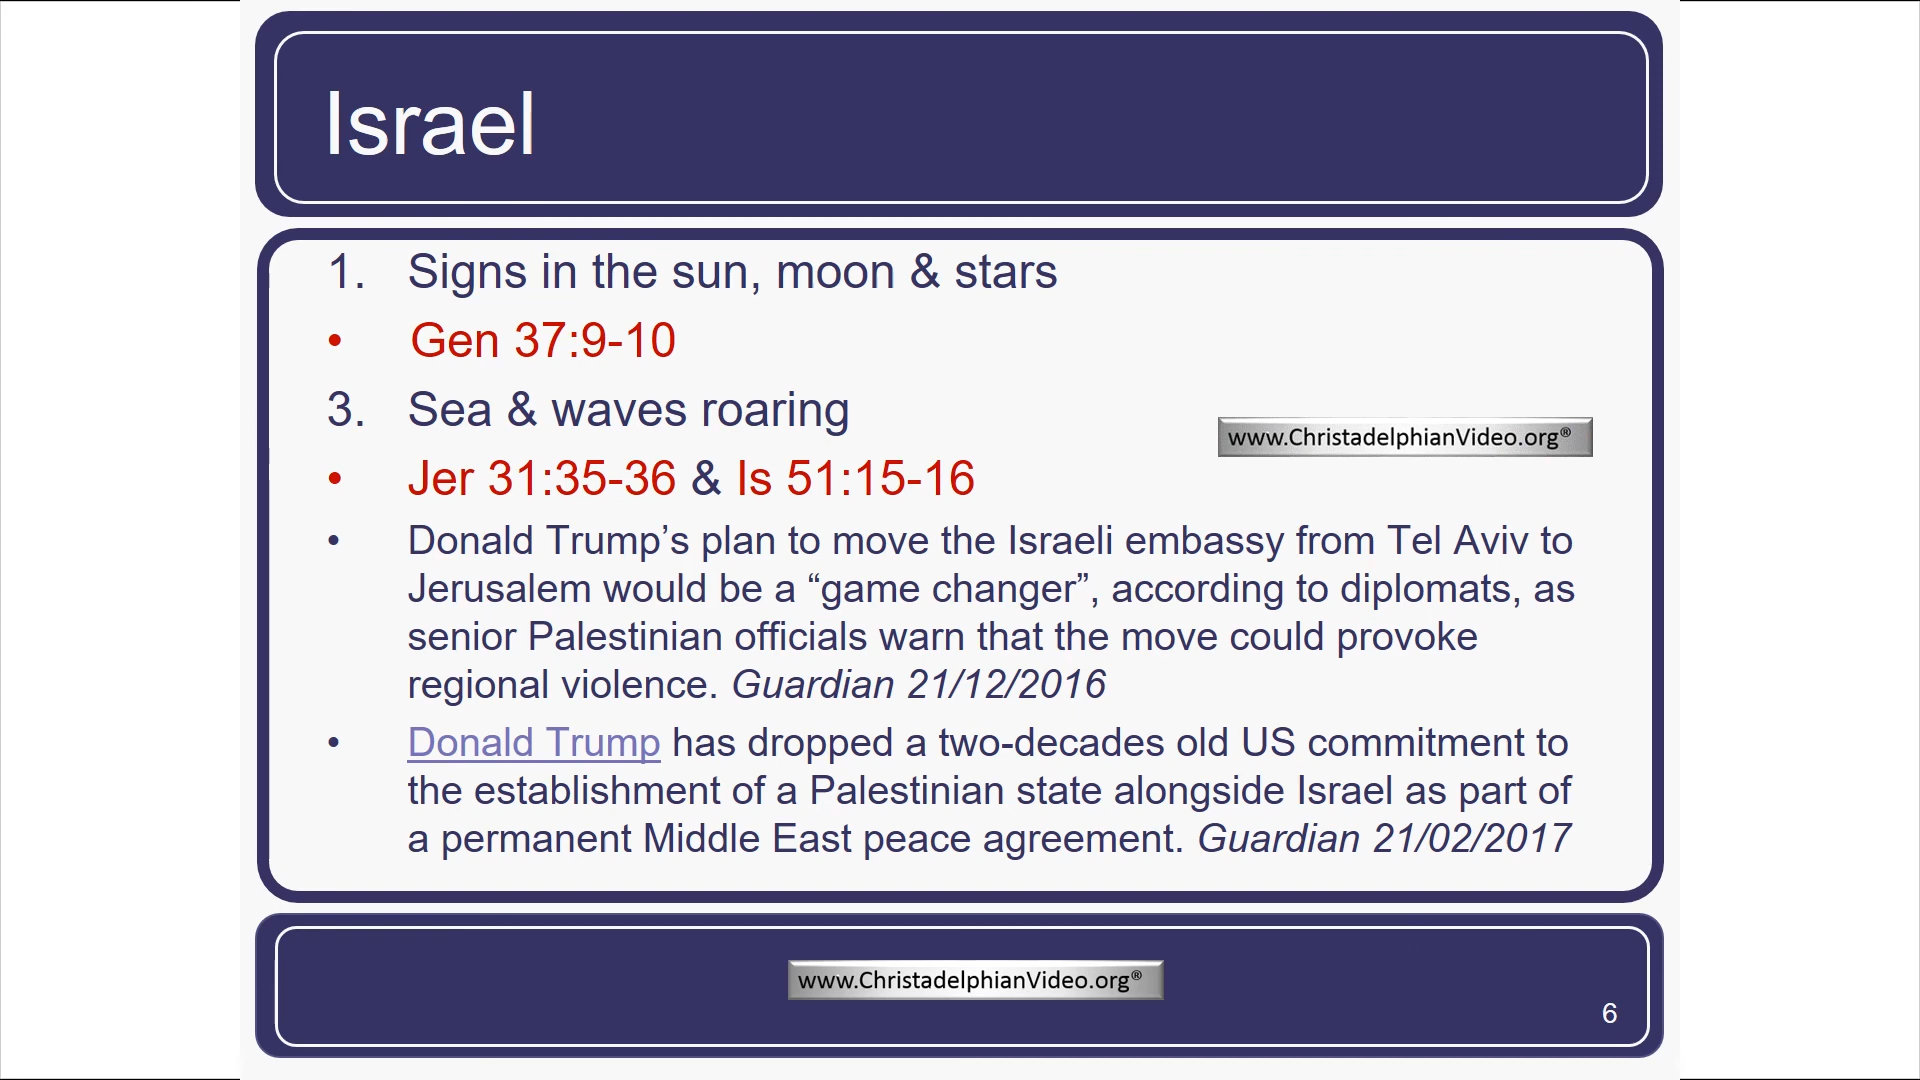 Israel
1. Signs in the sun, moon & stars
• Gen 37:9-10
3. Sea & waves roaring
www.ChristadelphianVideo.org®
• Jer 31:35-36 & Is 51:15-16
• Donald Trump’s plan to move the Israeli embassy from Tel Aviv to
Jerusalem would be a “game changer”, according to diplomats, as
senior Palestinian officials warn that the move could provoke
regional violence. Guardian 21/12/2016
• Donald Trump has dropped a two-decades old US commitment to
the establishment of a Palestinian state alongside Israel as part of
a permanent Middle East peace agreement. Guardian 21/02/2017
www.ChristadelphianVideo.org®
6